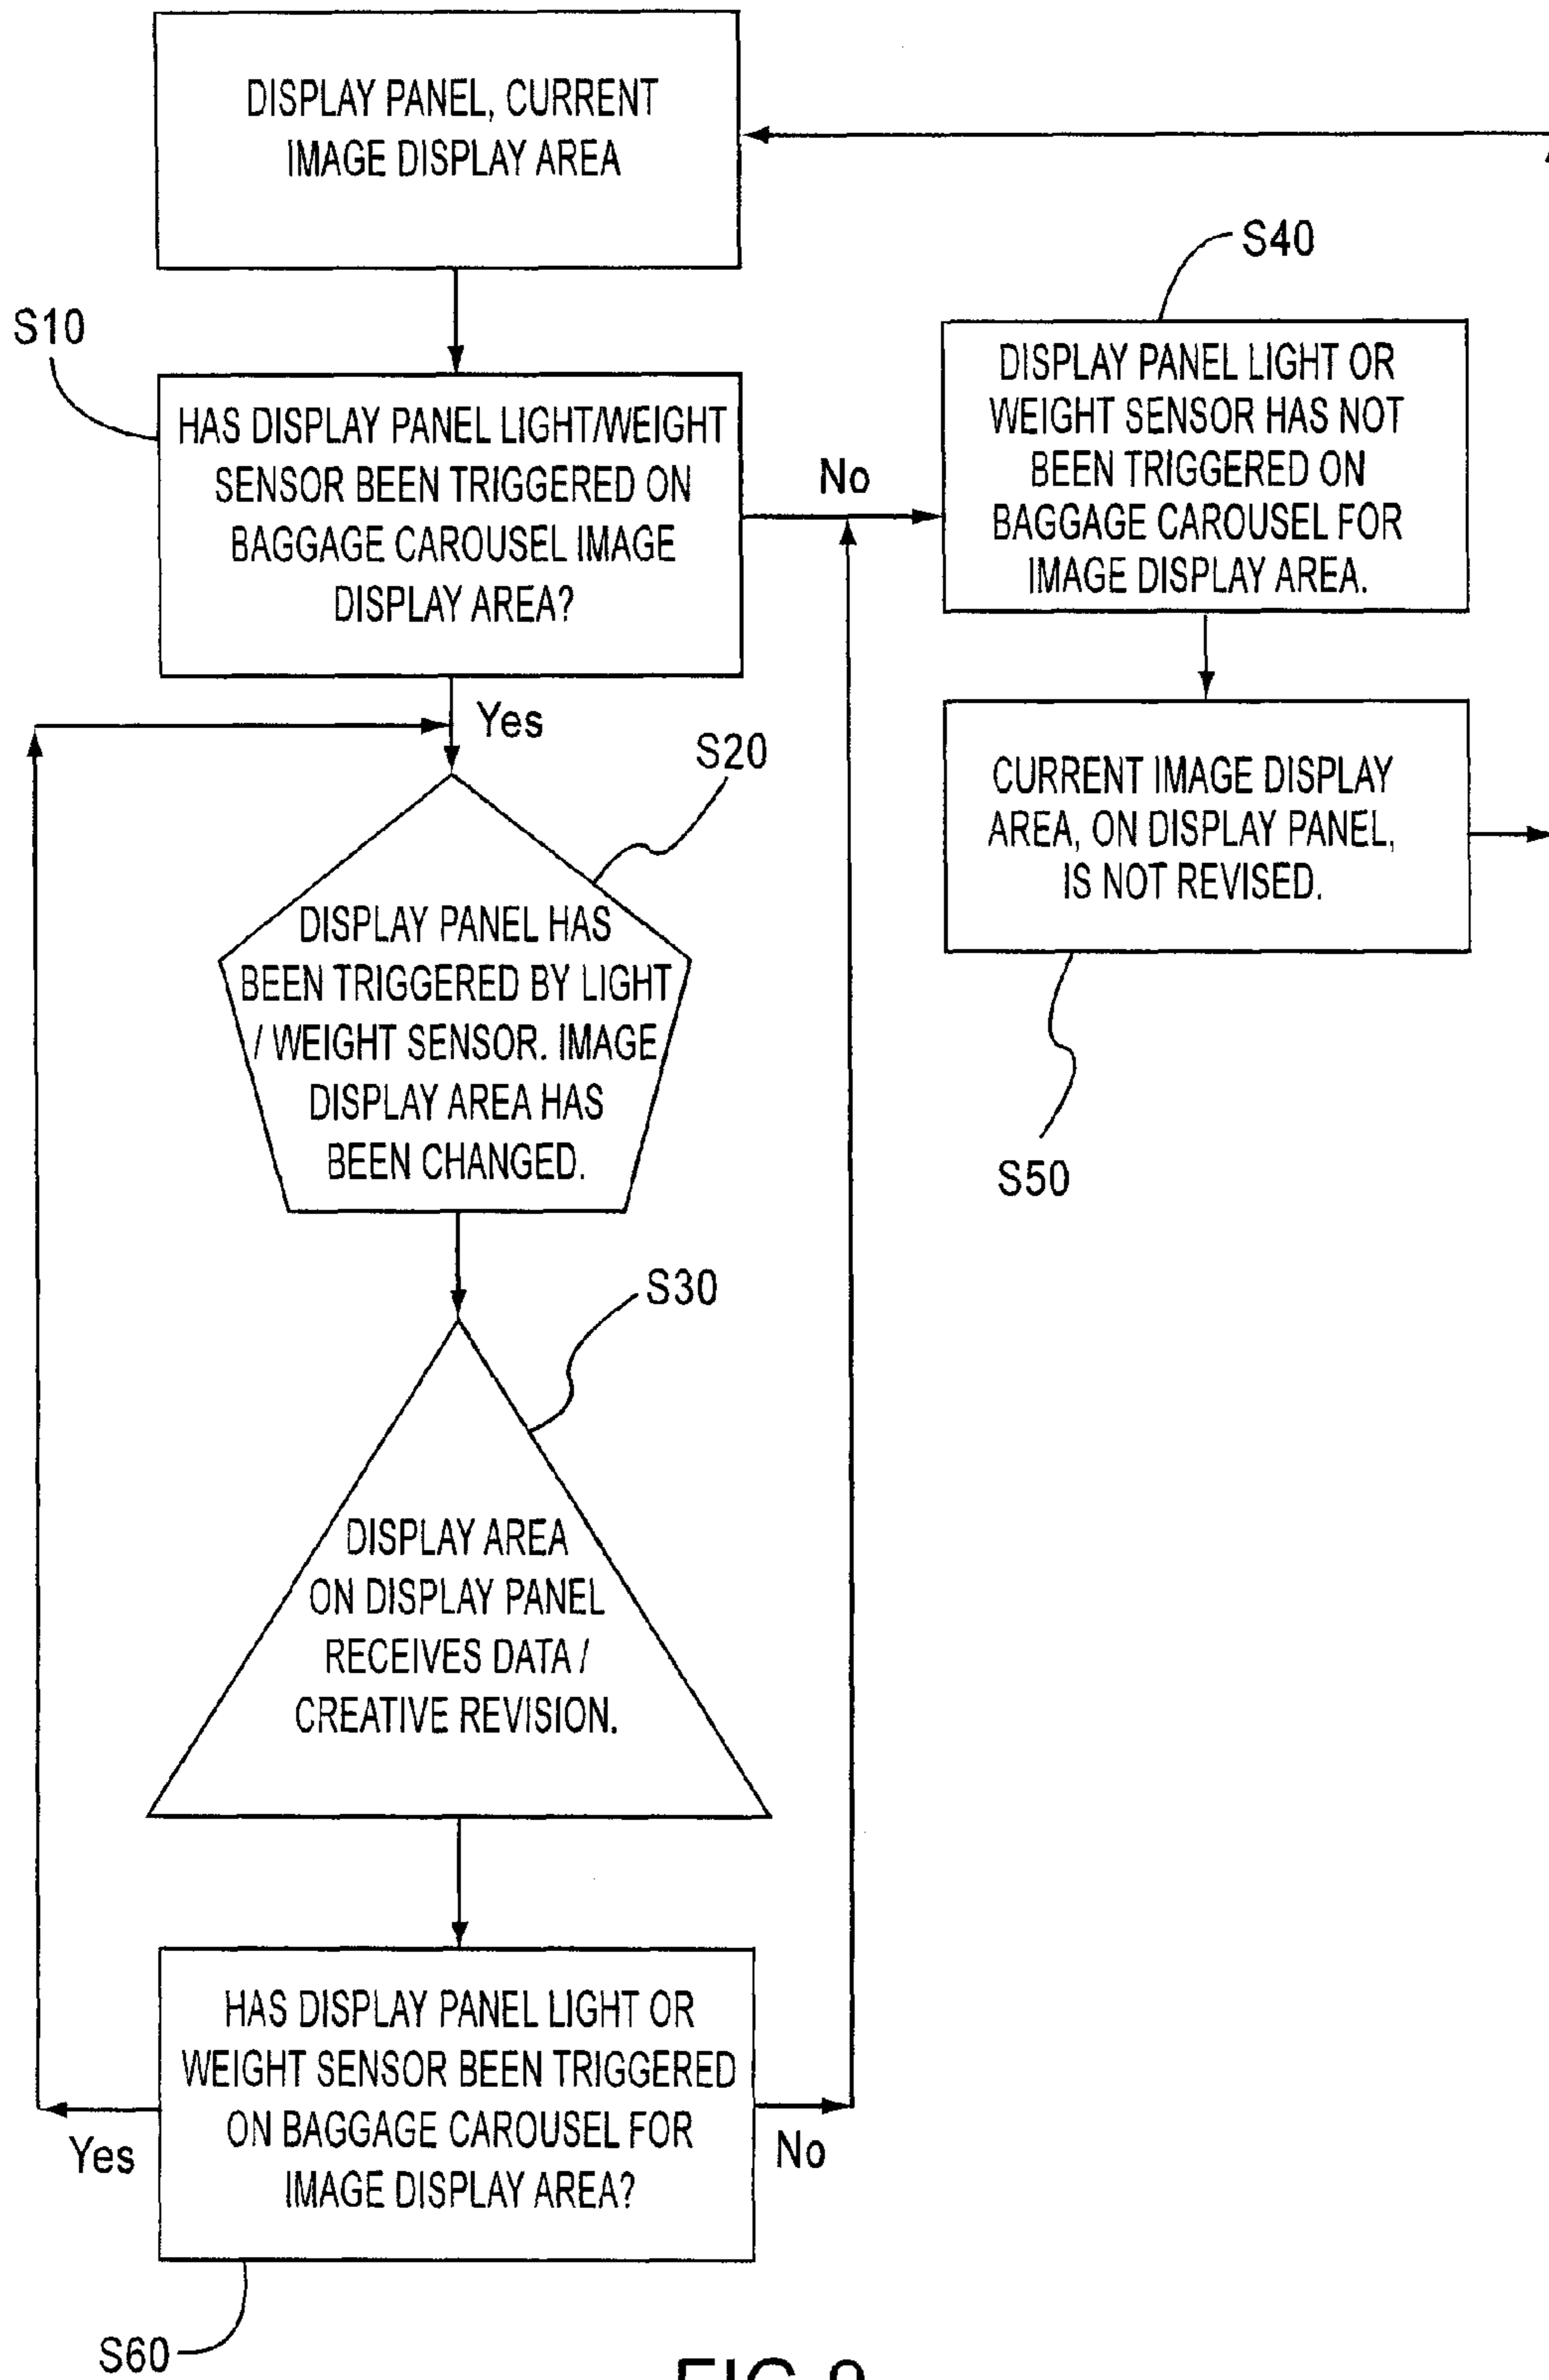 DISPLAY PANEL, CURRENT
IMAGE DISPLAY AREA
S10
HAS DISPLAY PANEL LIGHT/WEIGHT
SENSOR BEEN TRIGGERED ON
BAGGAGE CAROUSEL IMAGE
DISPLAY AREA?
No
S40
DISPLAY PANEL LIGHT OR
WEIGHT SENSOR HAS NOT
BEEN TRIGGERED ON
BAGGAGE CAROUSEL FOR
IMAGE DISPLAY AREA.
CURRENT IMAGE DISPLAY
AREA, ON DISPLAY PANEL,
IS NOT REVISED.
S50
Yes
S20
DISPLAY PANEL HAS
BEEN TRIGGERED BY LIGHT
/ WEIGHT SENSOR. IMAGE
DISPLAY AREA HAS
BEEN CHANGED.
S30
DISPLAY AREA
ON DISPLAY PANEL
RECEIVES DATA /
CREATIVE REVISION.
HAS DISPLAY PANEL LIGHT OR
WEIGHT SENSOR BEEN TRIGGERED
ON BAGGAGE CAROUSEL FOR
IMAGE DISPLAY AREA?
Yes
No
S60